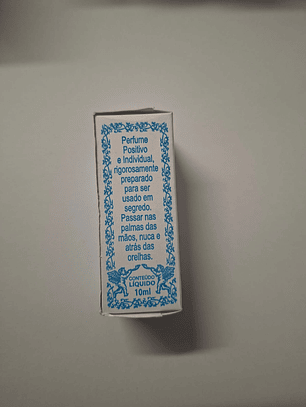 Perfume
Positivo
e Individual,
rigorosamente
preparado
para ser
usado em
segredo.
Passar nas
palmas das
mãos, nuca e
atrás das
orelhas.
CONTEÚDO
LÍQUIDO
10ml